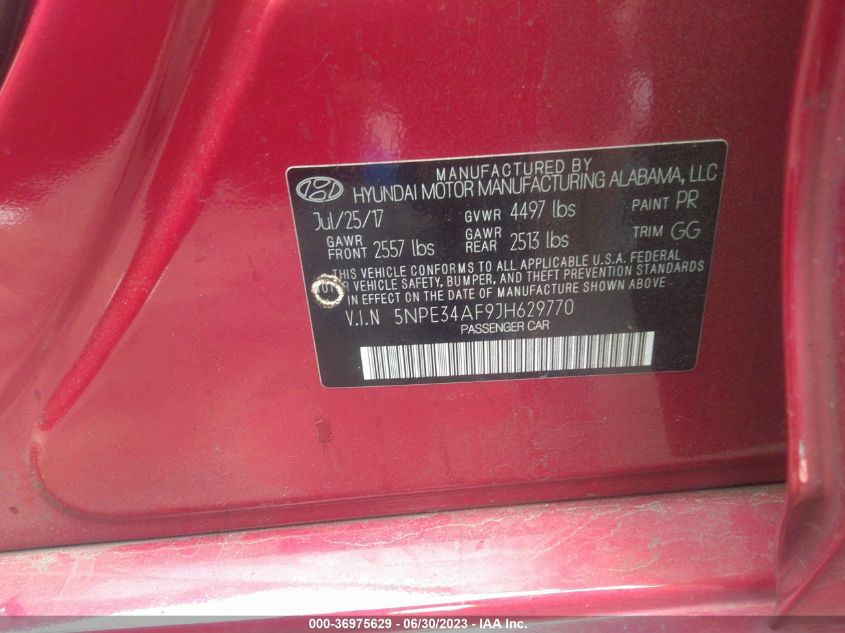 MANUFACTURED BY
HYUNDAI MOTOR MANUFACTURING ALABAMA, LLC
Jul/25/17 GVWR 4497 lbs PAINT PR
GAWR FRONT 2557 lbs GAWR REAR 2513 lbs TRIM GG
THIS VEHICLE CONFORMS TO ALL APPLICABLE U.S.A. FEDERAL
VEHICLE SAFETY, BUMPER, AND THEFT PREVENTION STANDARDS
IN EFFECT ON THE DATE OF MANUFACTURE SHOWN ABOVE.
V.I.N 5NPE34AF9JH629770
PASSENGER CAR
000-36975629 - 06/30/2023 - IAA Inc.